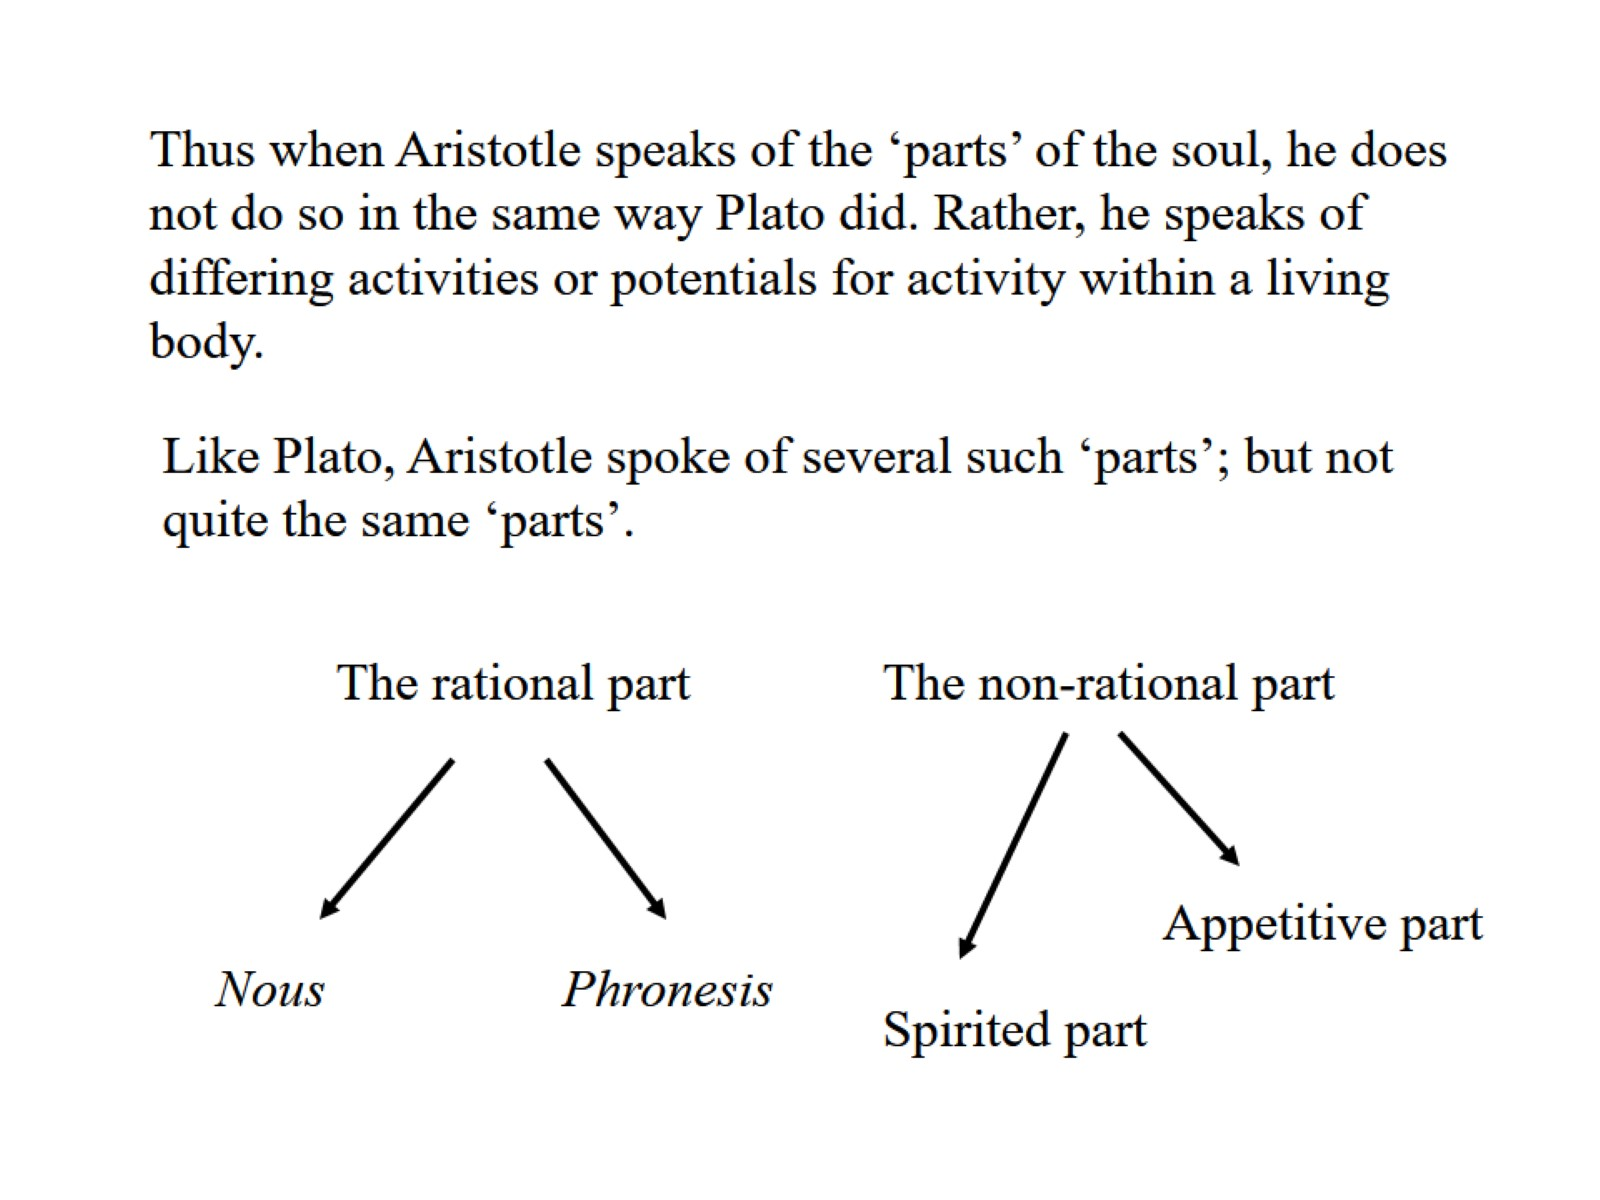 Thus when Aristotle speaks of the ‘parts’ of the soul, he does
not do so in the same way Plato did. Rather, he speaks of
differing activities or potentials for activity within a living
body.
Like Plato, Aristotle spoke of several such ‘parts’; but not
quite the same ‘parts’.
The rational part
The non-rational part
Nous
Phronesis
Appetitive part
Spirited part